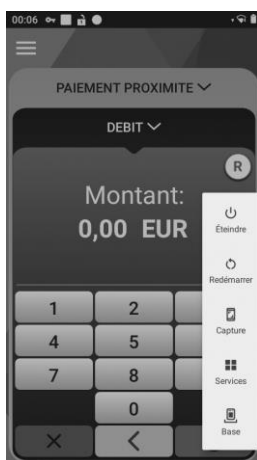 00:06
PAIEMENT PROXIMITE
DEBIT
R
Montant:
0,00 EUR
Éteindre
Redémarrer
Capture
Services
Base
1 2
4 5
7 8
0